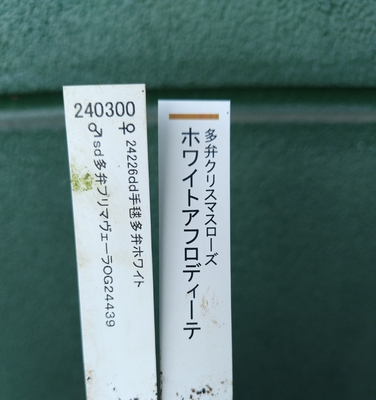 240300
♀ 24226dd手毬多弁ホワイト
♂sd多弁プリマヴェーラOG24439
多弁クリスマスローズ
ホワイトアフロディーテ